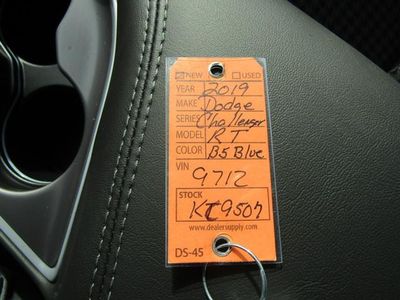 NEW USED
YEAR 2019
MAKE Dodge
SERIES Challenger
MODEL RT
COLOR B5 Blue
VIN
9712
STOCK
KC9507
www.dealersupply.com
DS-45